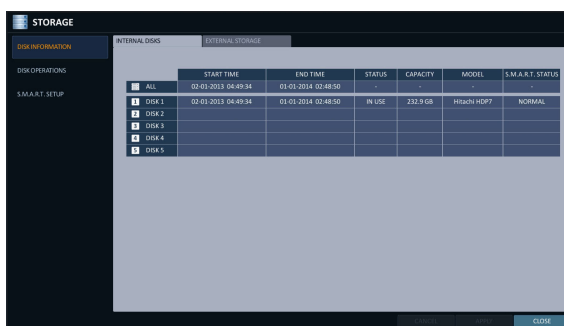 STORAGE
DISK INFORMATION
DISK OPERATIONS
S.M.A.R.T. SETUP
INTERNAL DISKS EXTERNAL STORAGE
START TIME END TIME STATUS CAPACITY MODEL S.M.A.R.T. STATUS
ALL 02-01-2013 04:49:34 01-01-2014 02:48:50 - - - -
1 DISK 1 02-01-2013 04:49:34 01-01-2014 02:48:50 IN USE 232.9 GB Hitachi HDP7 NORMAL
2 DISK 2
3 DISK 3
4 DISK 4
5 DISK 5
CANCEL APPLY CLOSE